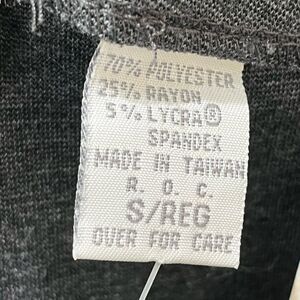 70% POLYESTER
25% RAYON
5% LYCRA®
SPANDEX
MADE IN TAIWAN
R. O. C.
S/REG
OVER FOR CARE